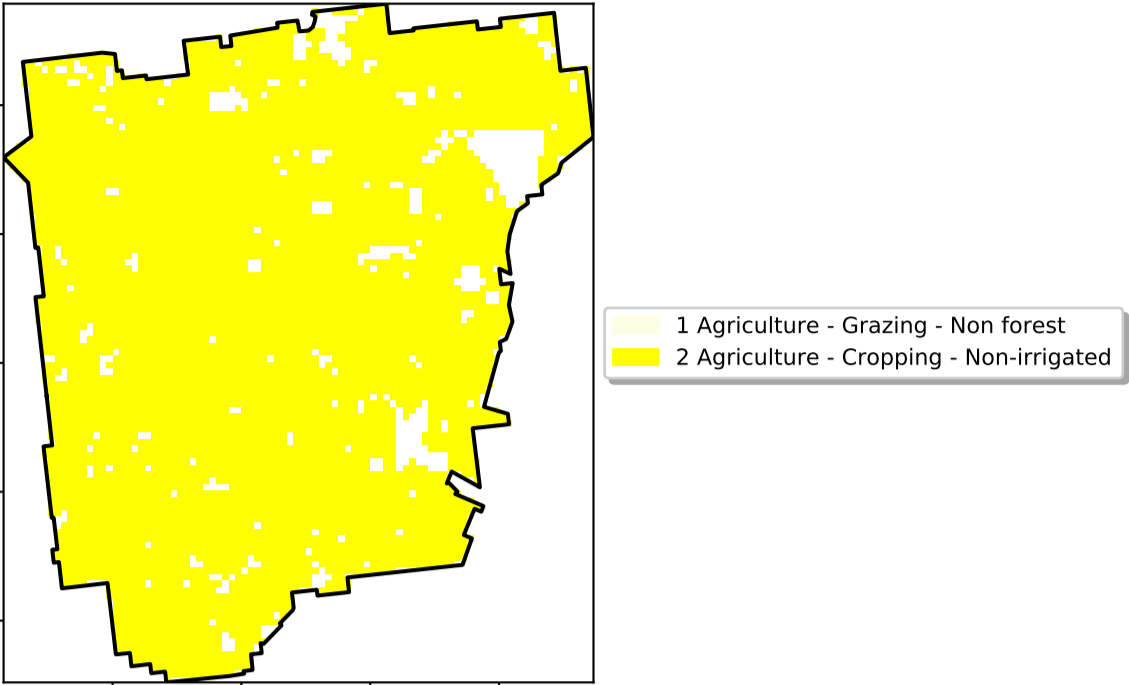 1 Agriculture - Grazing - Non forest
2 Agriculture - Cropping - Non-irrigated